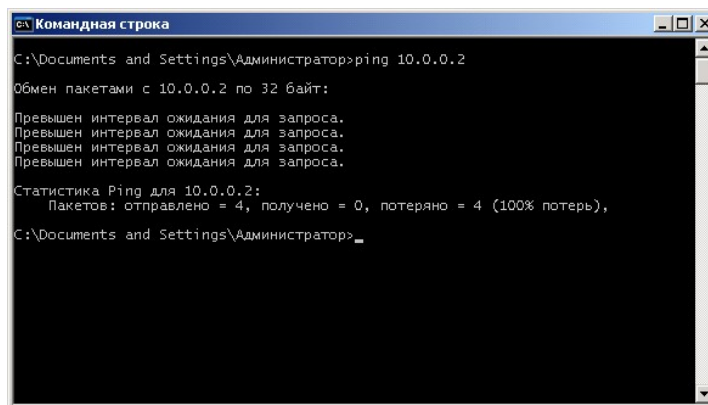 Командная строка
C:\Documents and Settings\Администратор>ping 10.0.0.2
Обмен пакетами с 10.0.0.2 по 32 байт:
Превышен интервал ожидания для запроса.
Превышен интервал ожидания для запроса.
Превышен интервал ожидания для запроса.
Превышен интервал ожидания для запроса.
Статистика Ping для 10.0.0.2:
Пакетов: отправлено = 4, получено = 0, потеряно = 4 (100% потерь),
C:\Documents and Settings\Администратор>